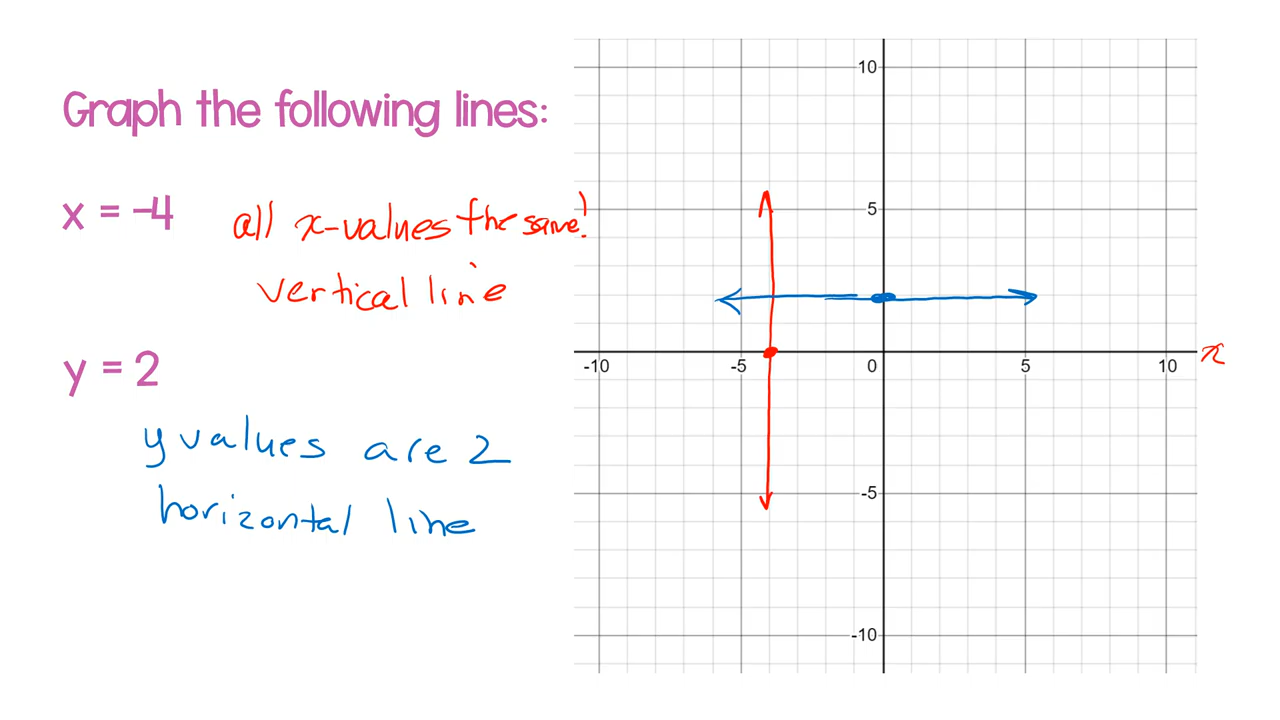 Graph the following lines:
x = -4
all x-values the same!
vertical line
y = 2
y values are 2
horizontal line
10
5
-10
-5
0
5
10
x
-5
-10